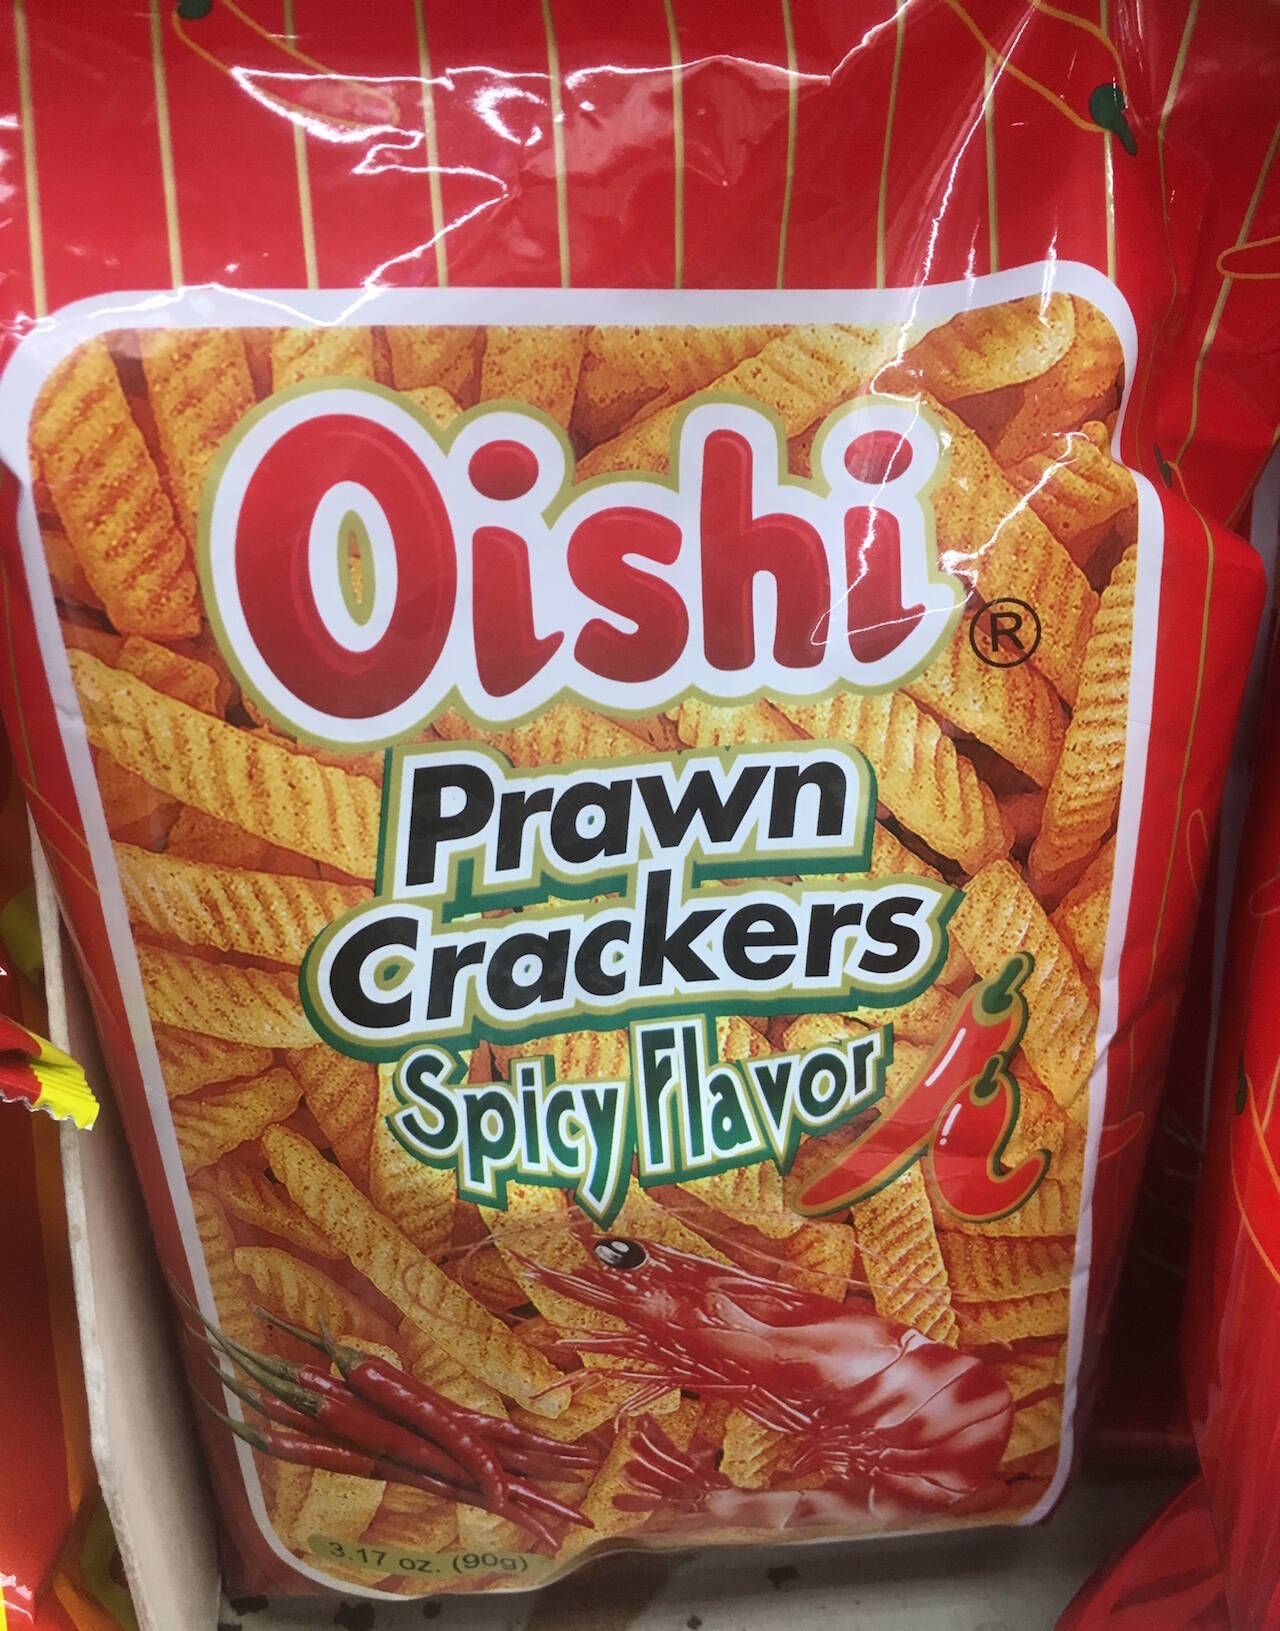 Oishi ®
Prawn
Crackers
Spicy Flavor
3.17 oz. (90g)